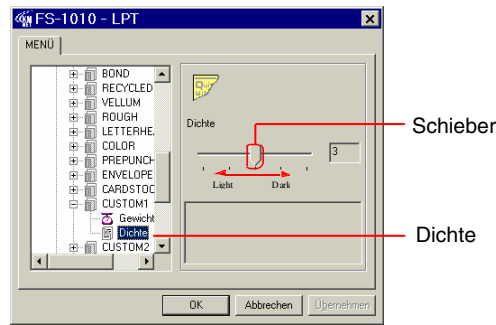 FS-1010 - LPT
MENÜ
BOND
RECYCLED
VELLUM
ROUGH
LETTERHE.
COLOR
PREPUNCH
ENVELOPE
CARDSTOC
CUSTOM1
Gewicht
Dichte
CUSTOM2
Dichte
3
Light Dark
Schieber
Dichte
OK Abbrechen Übernehmen